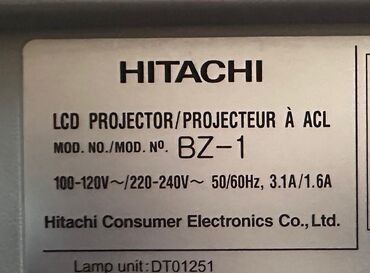 HITACHI
LCD PROJECTOR/PROJECTEUR À ACL
MOD. NO./MOD. Nº. BZ-1
100-120V~/220-240V~ 50/60Hz, 3.1A/1.6A
Hitachi Consumer Electronics Co.,Ltd.
Lamp unit:DT01251